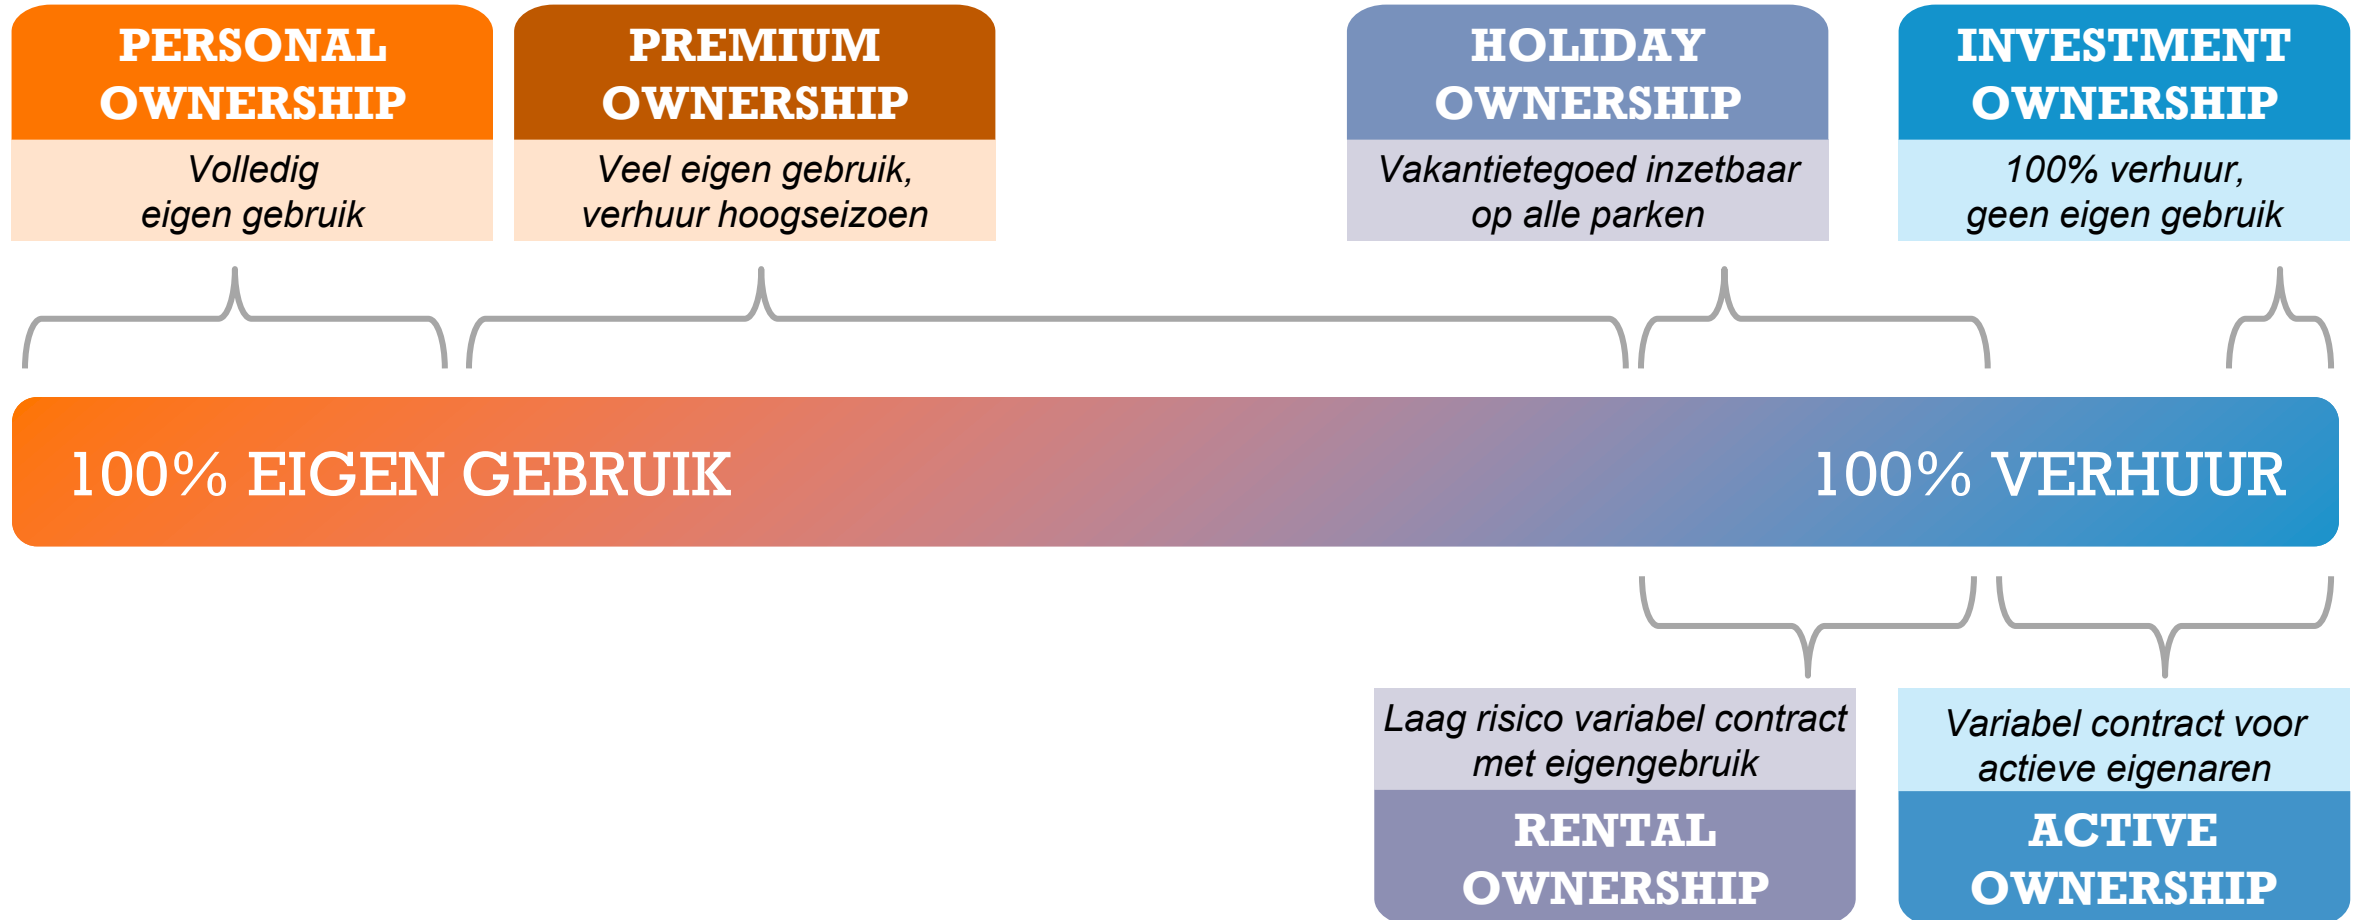 PERSONAL
OWNERSHIP
Volledig
eigen gebruik
PREMIUM
OWNERSHIP
Veel eigen gebruik,
verhuur hoogseizoen
HOLIDAY
OWNERSHIP
Vakantietegoed inzetbaar
op alle parken
INVESTMENT
OWNERSHIP
100% verhuur,
geen eigen gebruik
100% EIGEN GEBRUIK
100% VERHUUR
Laag risico variabel contract
met eigengebruik
RENTAL
OWNERSHIP
Variabel contract voor
actieve eigenaren
ACTIVE
OWNERSHIP